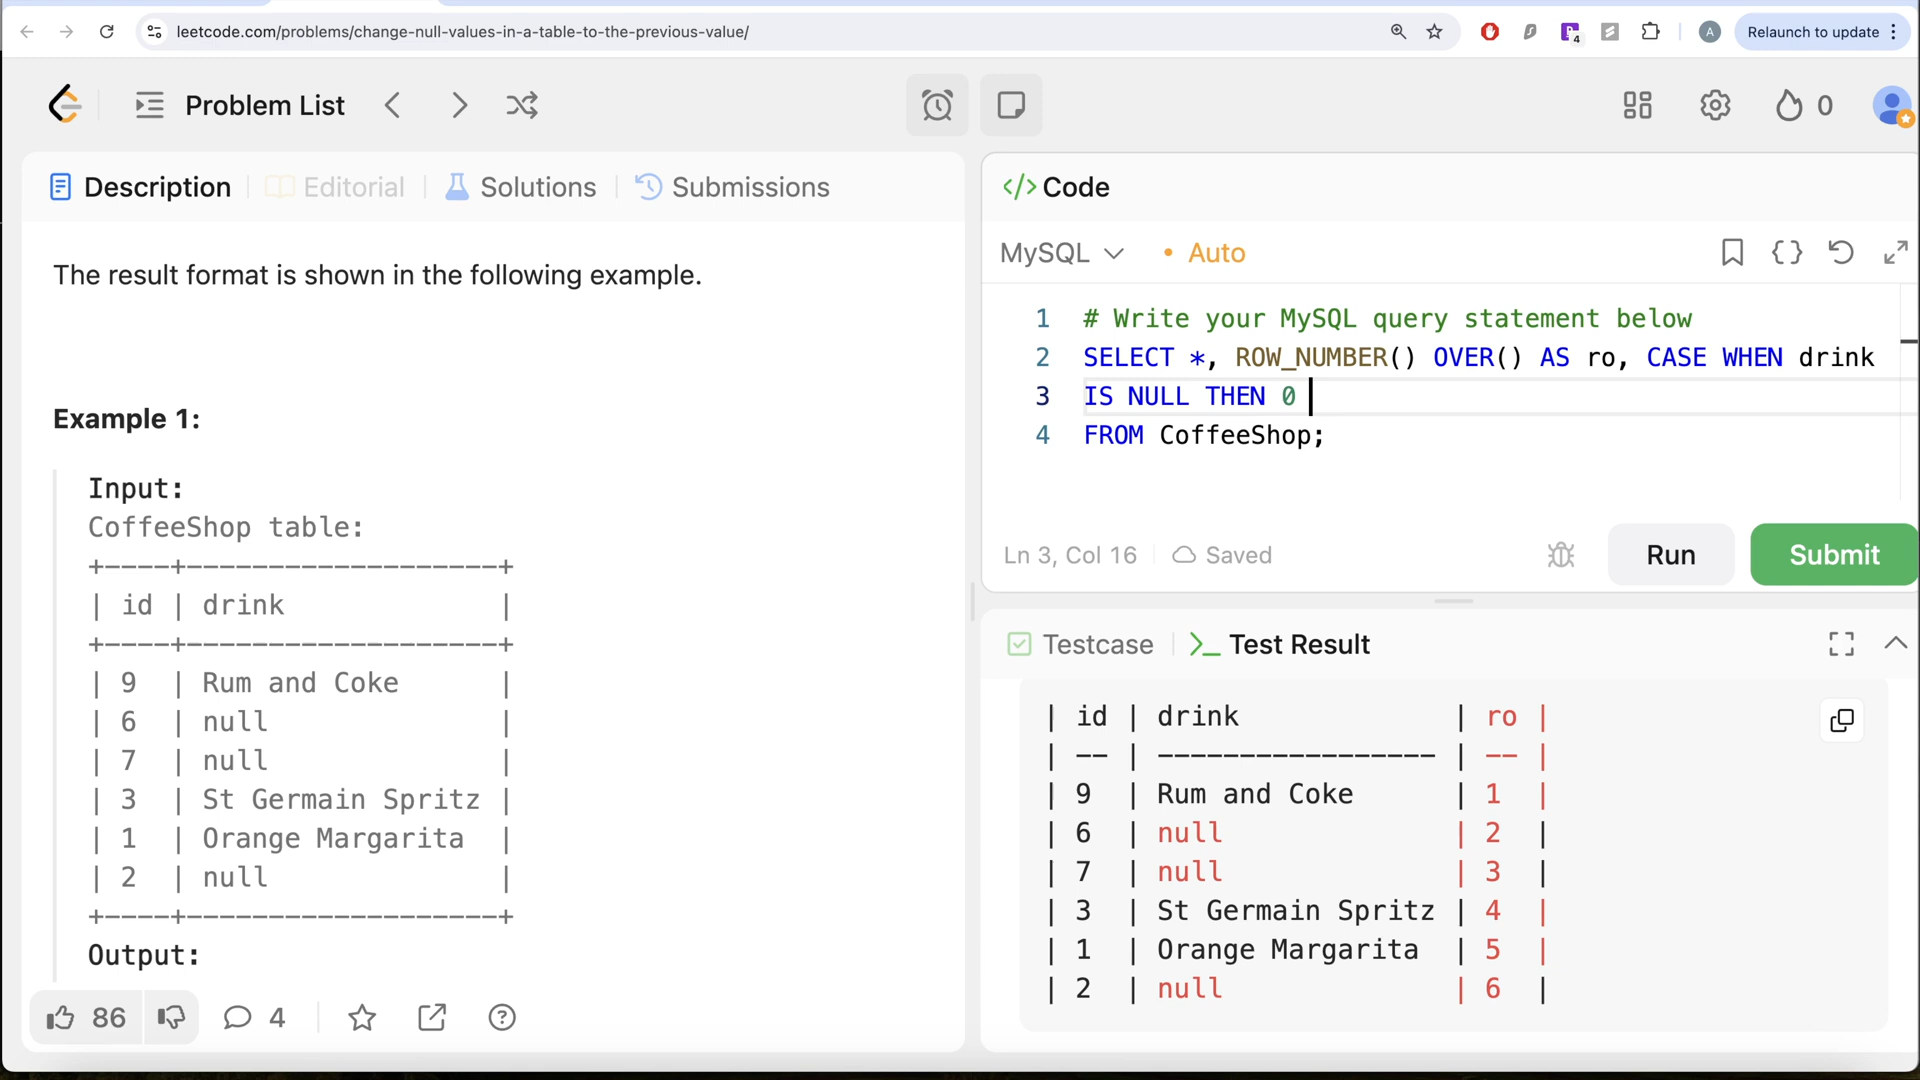 leetcode.com/problems/change-null-values-in-a-table-to-the-previous-value/
4
A
Relaunch to update
Problem List
0
Description
Editorial
Solutions
Submissions
The result format is shown in the following example.
Example 1:
Input:
CoffeeShop table:
+----+-------------------+
| id | drink             |
+----+-------------------+
| 9  | Rum and Coke      |
| 6  | null              |
| 7  | null              |
| 3  | St Germain Spritz |
| 1  | Orange Margarita  |
| 2  | null              |
+----+-------------------+
Output:
86
4
</> Code
MySQL
• Auto
1 # Write your MySQL query statement below
2 SELECT *, ROW_NUMBER() OVER() AS ro, CASE WHEN drink
3 IS NULL THEN 0
4 FROM CoffeeShop;
Ln 3, Col 16
Saved
Run
Submit
Testcase
>_ Test Result
| id | drink             | ro |
| -- | ----------------- | -- |
| 9  | Rum and Coke      | 1  |
| 6  | null              | 2  |
| 7  | null              | 3  |
| 3  | St Germain Spritz | 4  |
| 1  | Orange Margarita  | 5  |
| 2  | null              | 6  |